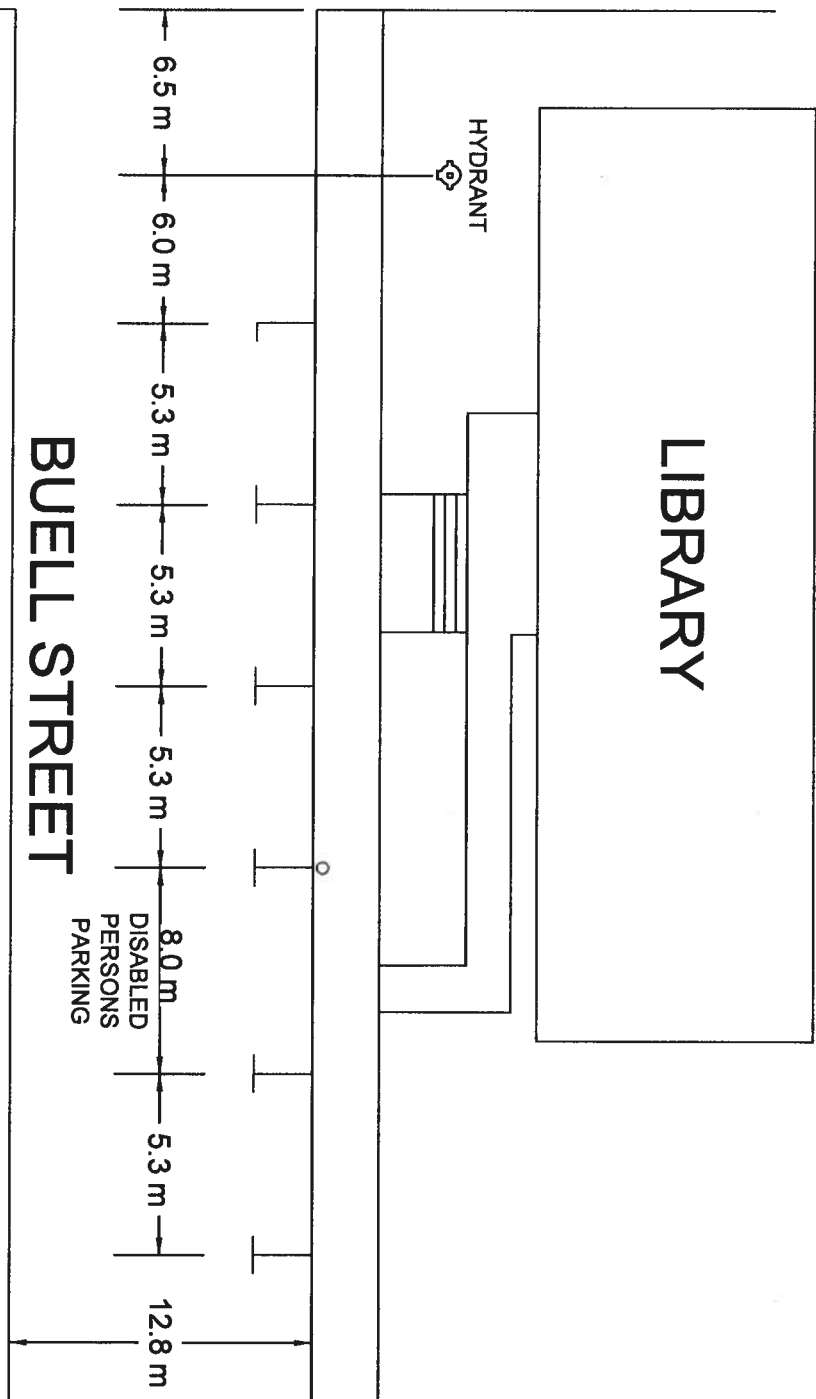 LIBRARY
HYDRANT
6.5 m
6.0 m
5.3 m
5.3 m
5.3 m
8.0 m
5.3 m
DISABLED
PERSONS
PARKING
12.8 m
BUELL STREET